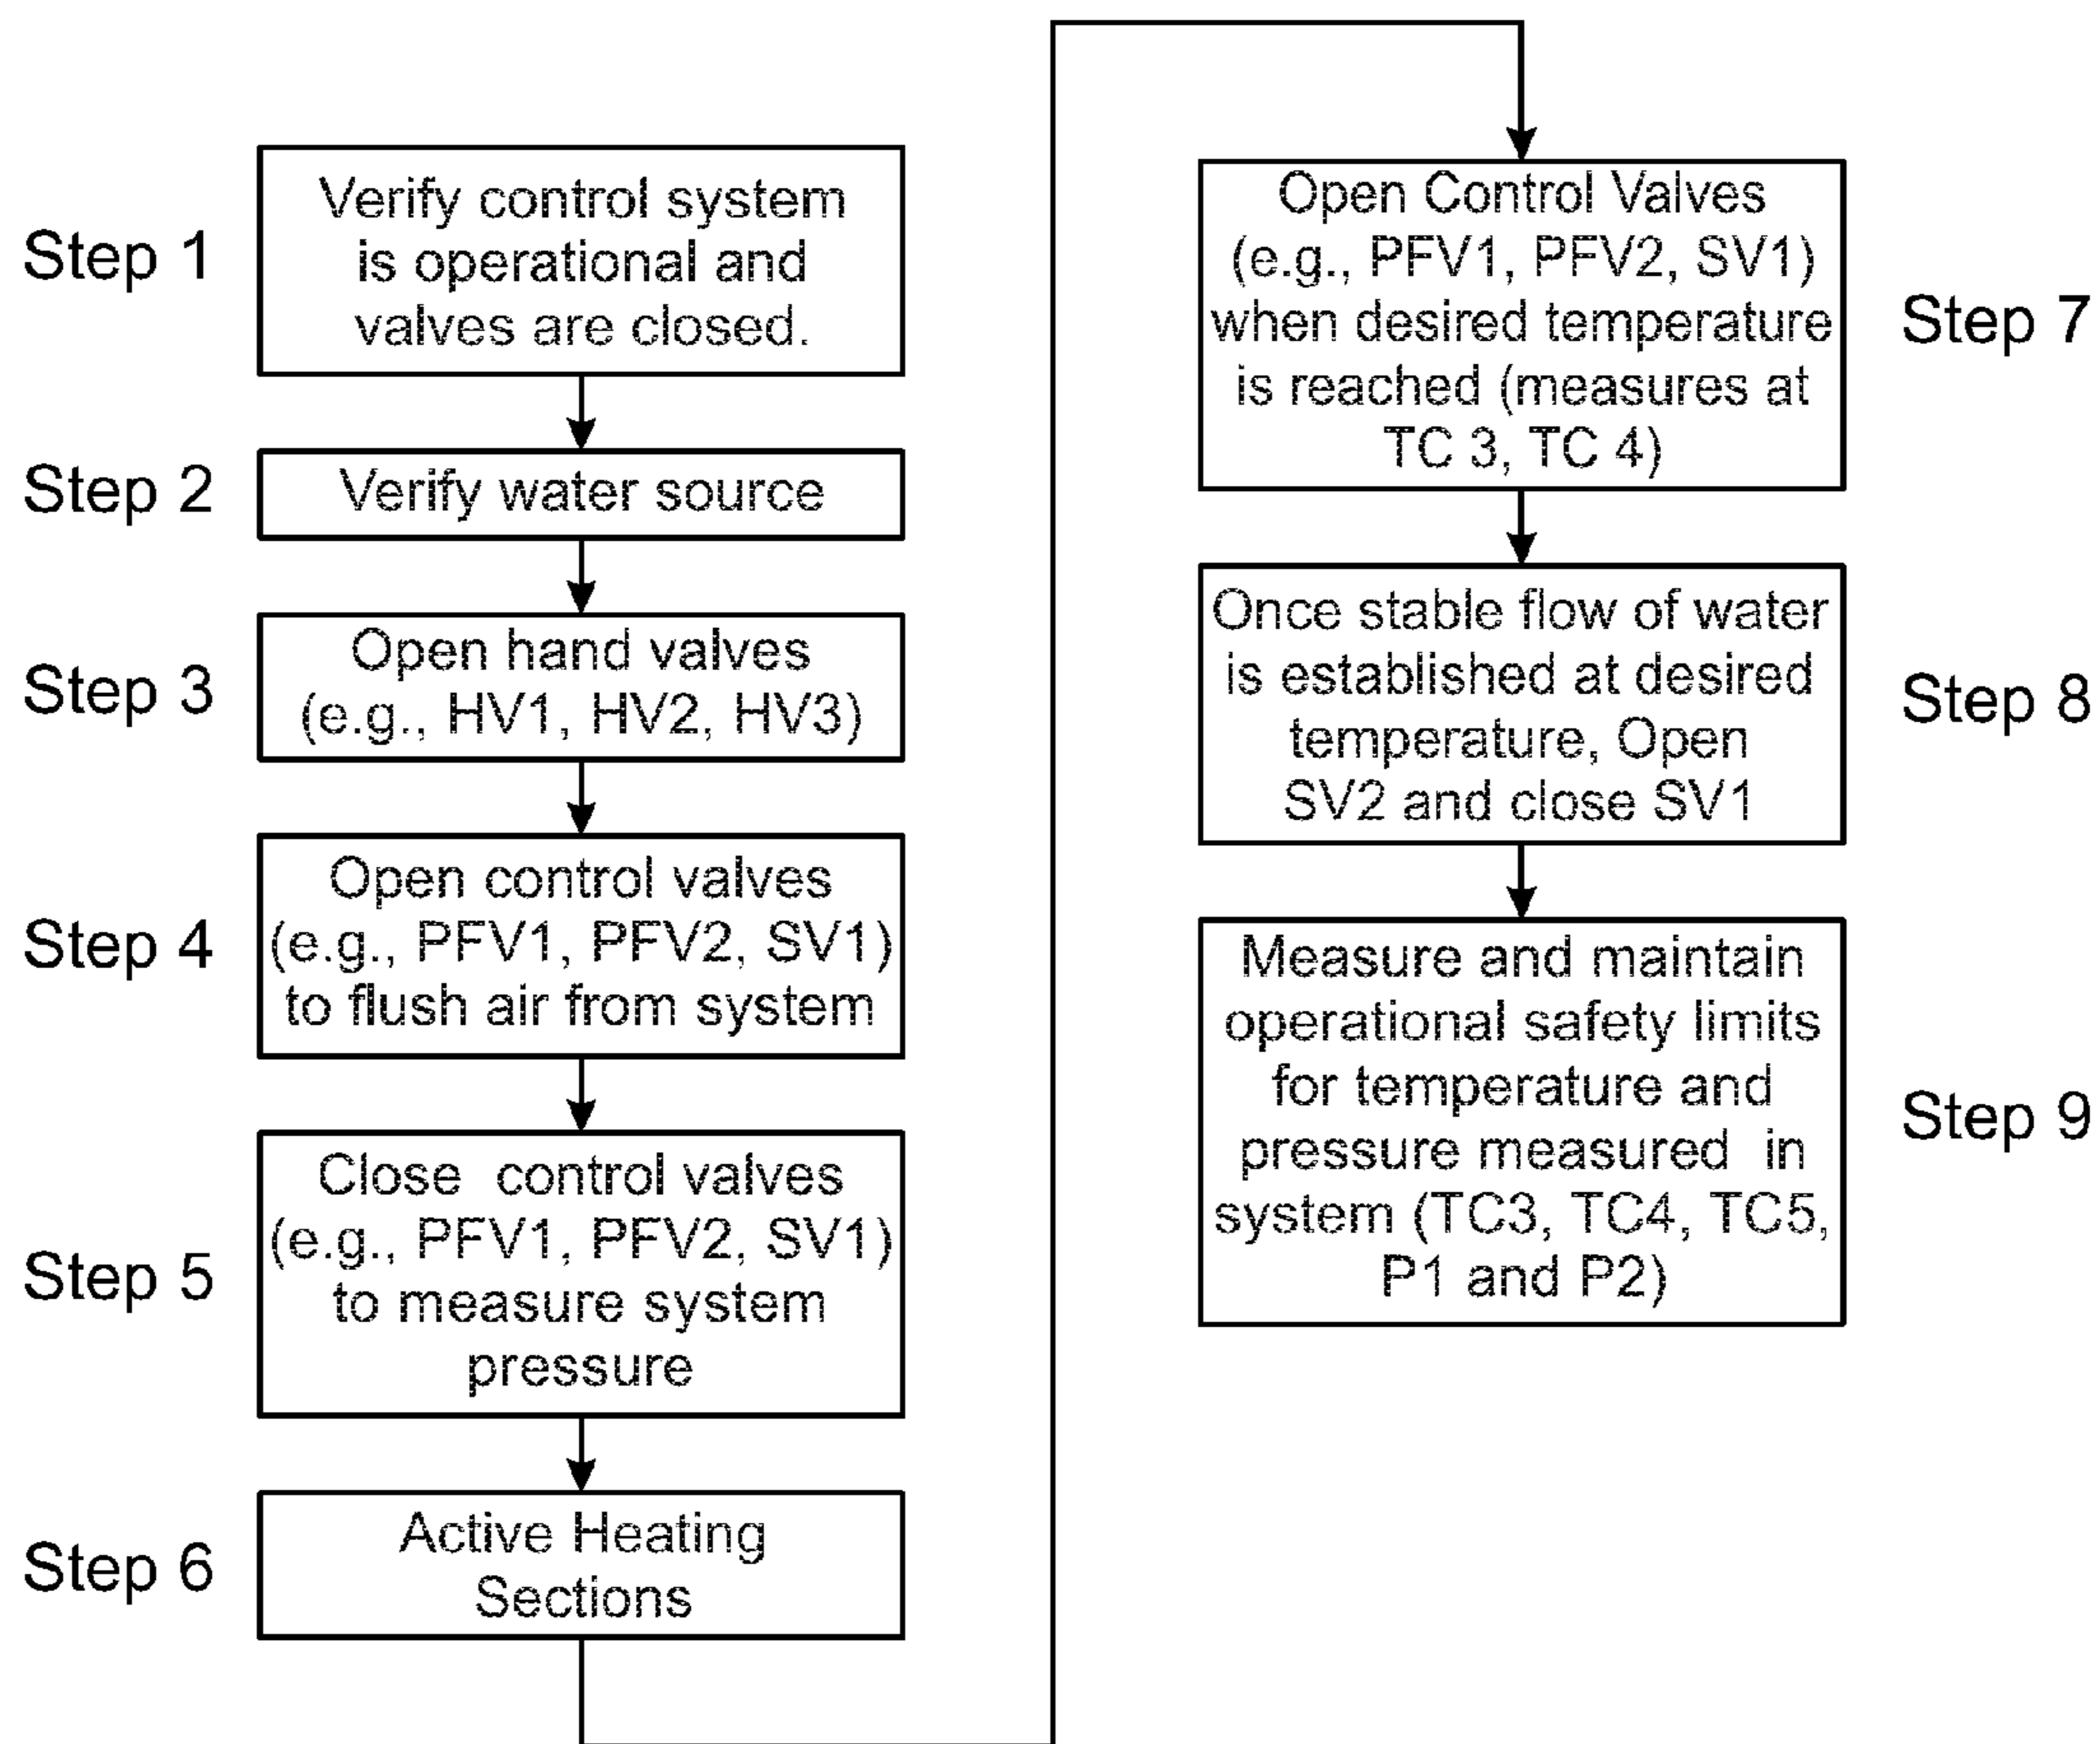 Step 1
Verify control system
is operational and
valves are closed.
Step 2
Verify water source
Step 3
Open hand valves
(e.g., HV1, HV2, HV3)
Step 4
Open control valves
(e.g., PFV1, PFV2, SV1)
to flush air from system
Step 5
Close control valves
(e.g., PFV1, PFV2, SV1)
to measure system
pressure
Step 6
Active Heating
Sections
Step 7
Open Control Valves
(e.g., PFV1, PFV2, SV1)
when desired temperature
is reached (measures at
TC 3, TC 4)
Step 8
Once stable flow of water
is established at desired
temperature, Open
SV2 and close SV1
Step 9
Measure and maintain
operational safety limits
for temperature and
pressure measured in
system (TC3, TC4, TC5,
P1 and P2)